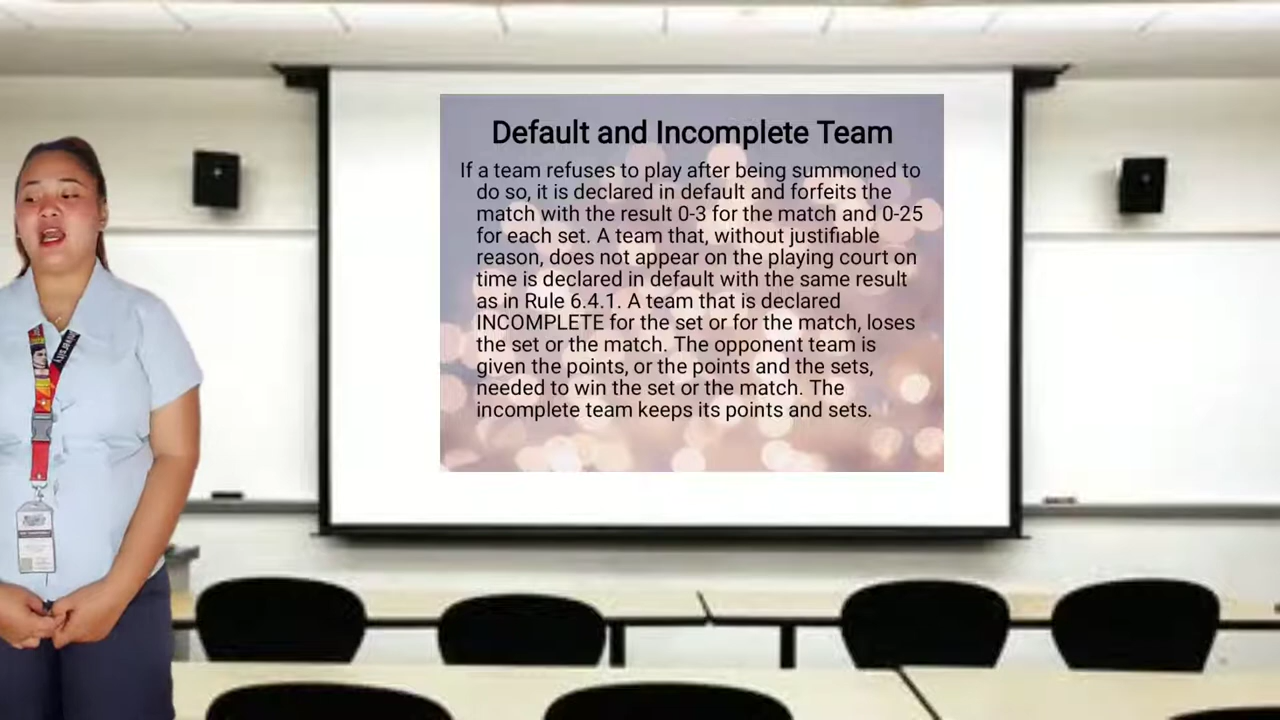 Default and Incomplete Team
If a team refuses to play after being summoned to
do so, it is declared in default and forfeits the
match with the result 0-3 for the match and 0-25
for each set. A team that, without justifiable
reason, does not appear on the playing court on
time is declared in default with the same result
as in Rule 6.4.1. A team that is declared
INCOMPLETE for the set or for the match, loses
the set or the match. The opponent team is
given the points, or the points and the sets,
needed to win the set or the match. The
incomplete team keeps its points and sets.